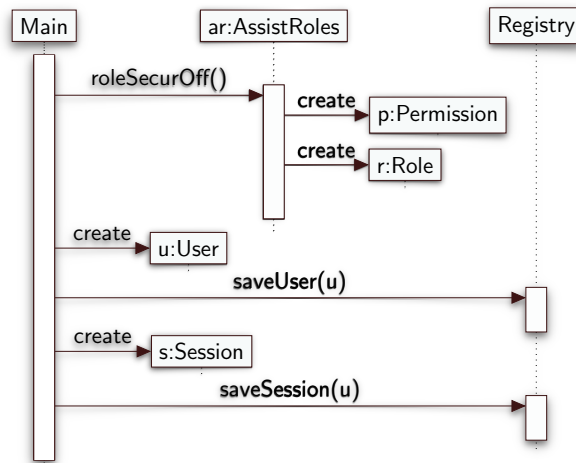 Main
ar:AssistRoles
Registry
roleSecurOff()
create
p:Permission
create
r:Role
create
u:User
saveUser(u)
create
s:Session
saveSession(u)